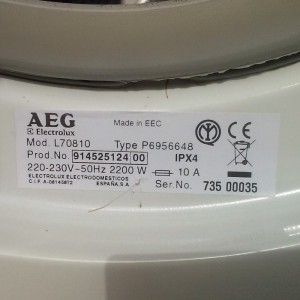 AEG
Electrolux
Made in EEC
Mod. L70810 Type P6956648
Prod.No. 914525124 00 IPX4
220-230V~50Hz 2200 W 10 A
ELECTROLUX ELECTRODOMESTICOS
C.I.F A-08143872 ESPAÑA,S.A. Ser.No. 735 00035